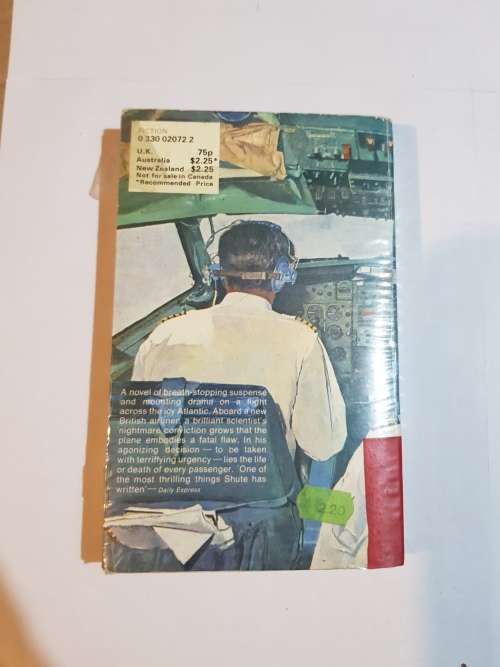 FICTION
0 330 02072 2
U.K. 75p
Australia $2.25*
New Zealand $2.25
Not for sale in Canada
*Recommended Price
A novel of breath-stopping suspense
and mounting drama on a flight
across the icy Atlantic. Aboard a new
British airliner, a brilliant scientist's
nightmare conviction grows that the
plane embodies a fatal flaw. In his
agonizing decision — to be taken
with terrifying urgency — lies the life
or death of every passenger. 'One of
the most thrilling things Shute has
written' — Daily Express
2.20